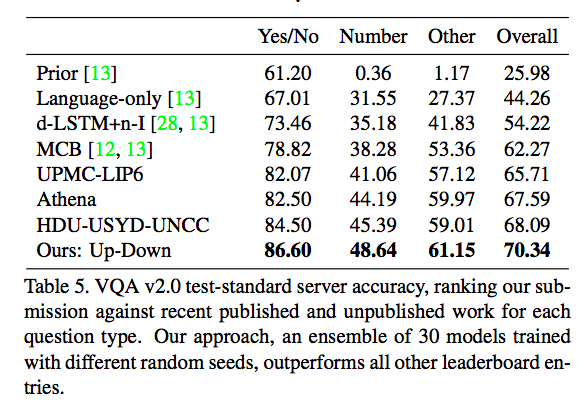 Yes/No Number Other Overall
Prior [13] 61.20 0.36 1.17 25.98
Language-only [13] 67.01 31.55 27.37 44.26
d-LSTM+n-I [28, 13] 73.46 35.18 41.83 54.22
MCB [12, 13] 78.82 38.28 53.36 62.27
UPMC-LIP6 82.07 41.06 57.12 65.71
Athena 82.50 44.19 59.97 67.59
HDU-USYD-UNCC 84.50 45.39 59.01 68.09
Ours: Up-Down 86.60 48.64 61.15 70.34
Table 5. VQA v2.0 test-standard server accuracy, ranking our sub-
mission against recent published and unpublished work for each
question type. Our approach, an ensemble of 30 models trained
with different random seeds, outperforms all other leaderboard en-
tries.